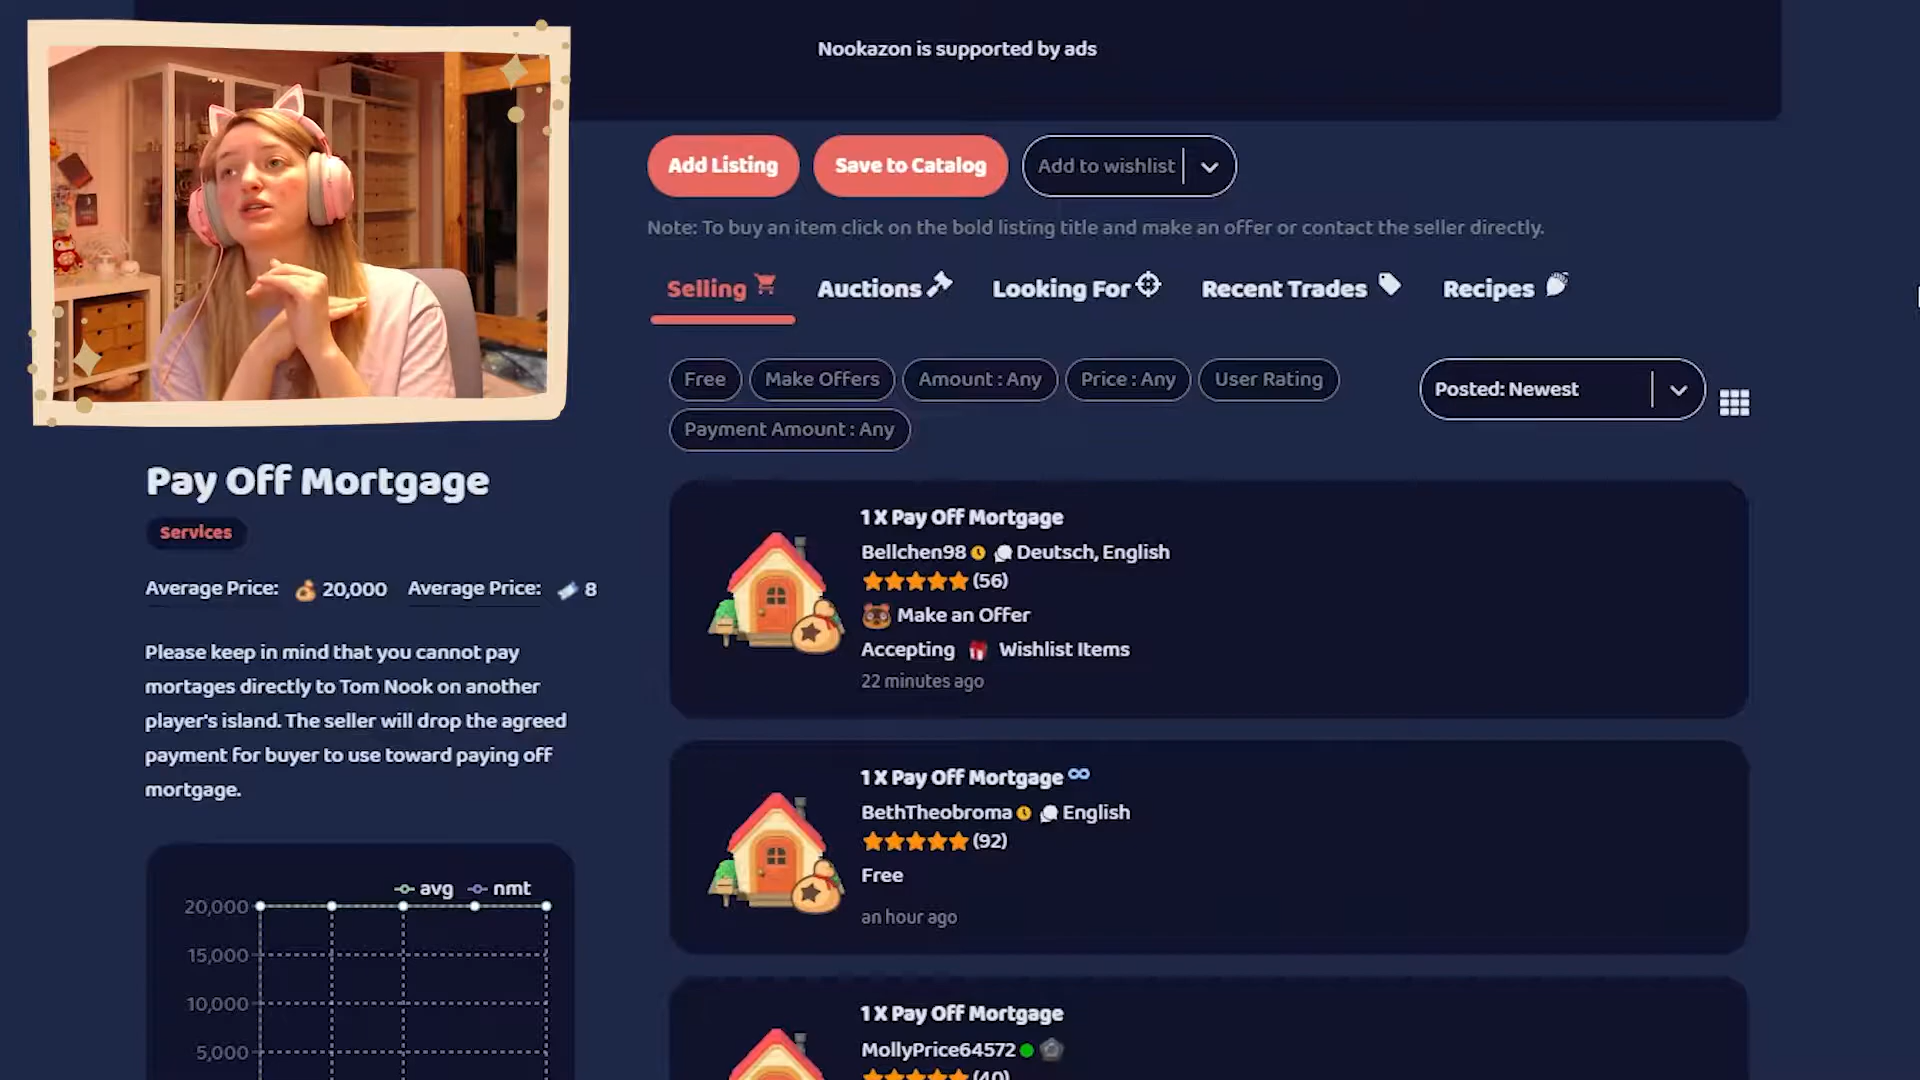 Nookazon is supported by ads
Add Listing
Save to Catalog
Add to wishlist
Note: To buy an item click on the bold listing title and make an offer or contact the seller directly.
Selling
Auctions
Looking For
Recent Trades
Recipes
Free
Make Offers
Amount : Any
Price : Any
User Rating
Payment Amount : Any
Posted: Newest
Pay Off Mortgage
Services
Average Price: 20,000 Average Price: 8
Please keep in mind that you cannot pay
mortages directly to Tom Nook on another
player's island. The seller will drop the agreed
payment for buyer to use toward paying off
mortgage.
avg nmt
20,000
15,000
10,000
5,000
1 X Pay Off Mortgage
Bellchen98 Deutsch, English
(56)
Make an Offer
Accepting Wishlist Items
22 minutes ago
1 X Pay Off Mortgage
BethTheobroma English
(92)
Free
an hour ago
1 X Pay Off Mortgage
MollyPrice64572
(40)